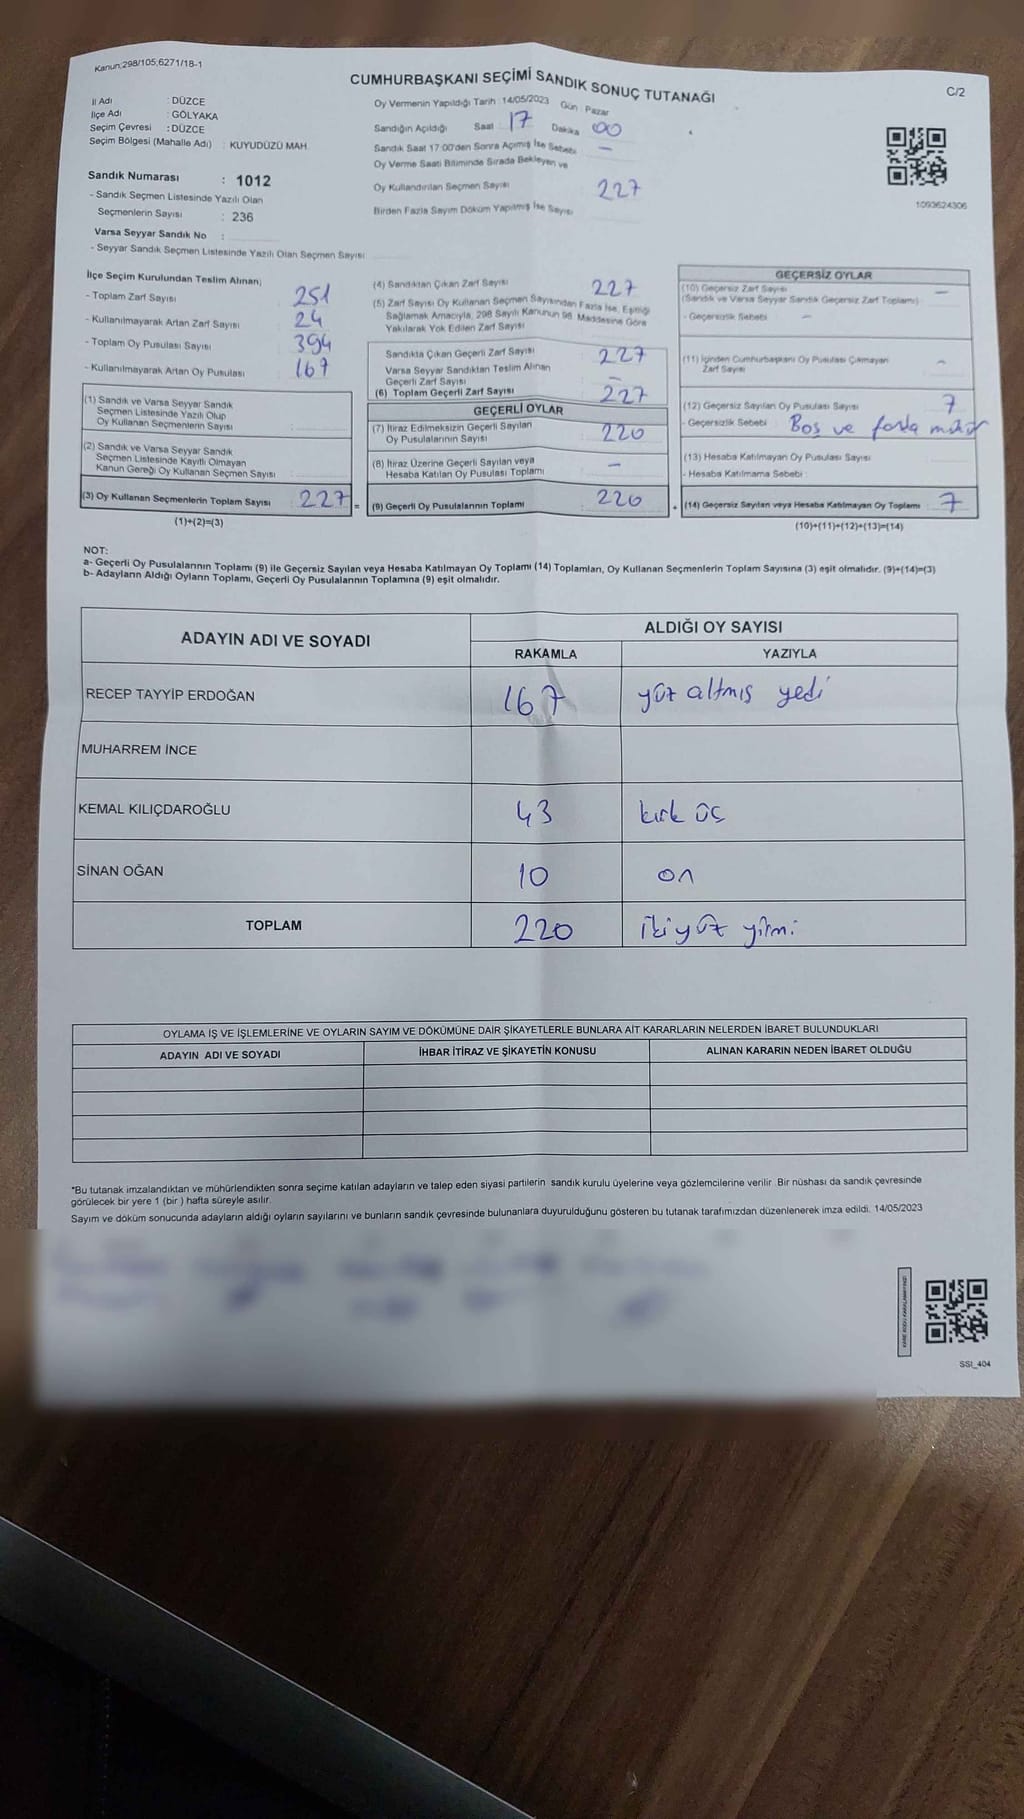 Kanun:298/105;6271/18-1
CUMHURBAŞKANI SEÇİMİ SANDIK SONUÇ TUTANAĞI
C/2
İl Adı : DÜZCE
İlçe Adı : GÖLYAKA
Seçim Çevresi : DÜZCE
Seçim Bölgesi (Mahalle Adı) : KUYUDÜZÜ MAH.
Sandık Numarası : 1012
- Sandık Seçmen Listesinde Yazılı Olan
Seçmenlerin Sayısı : 236
Varsa Seyyar Sandık No :
- Seyyar Sandık Seçmen Listesinde Yazılı Olan Seçmen Sayısı
Oy Vermenin Yapıldığı Tarih : 14/05/2023 Gün : Pazar
Sandığın Açıldığı Saat : 17 Dakika 00
Sandık Saat 17:00'den Sonra Açılmış İse Sebebi —
Oy Verme Saati Bitiminde Sırada Bekleyen ve
Oy Kullandırılan Seçmen Sayısı 227
Birden Fazla Sayım Döküm Yapılmış İse Sayısı
1093624306
İlçe Seçim Kurulundan Teslim Alınan;
- Toplam Zarf Sayısı 251
- Kullanılmayarak Artan Zarf Sayısı 24
- Toplam Oy Pusulası Sayısı 394
- Kullanılmayarak Artan Oy Pusulası 167
(1) Sandık ve Varsa Seyyar Sandık
Seçmen Listesinde Yazılı Olup
Oy Kullanan Seçmenlerin Sayısı
(2) Sandık ve Varsa Seyyar Sandık
Seçmen Listesinde Kayıtlı Olmayan
Kanun Gereği Oy Kullanan Seçmen Sayısı
(3) Oy Kullanan Seçmenlerin Toplam Sayısı 227 =
(1)+(2)=(3)
(4) Sandıktan Çıkan Zarf Sayısı 227
(5) Zarf Sayısı Oy Kullanan Seçmen Sayısından Fazla İse, Eşitliği
Sağlamak Amacıyla, 298 Sayılı Kanunun 98. Maddesine Göre
Yakılarak Yok Edilen Zarf Sayısı
Sandıkta Çıkan Geçerli Zarf Sayısı 227
Varsa Seyyar Sandıktan Teslim Alınan
Geçerli Zarf Sayısı —
(6) Toplam Geçerli Zarf Sayısı 227
GEÇERLİ OYLAR
(7) İtiraz Edilmeksizin Geçerli Sayılan
Oy Pusulalarının Sayısı 220
(8) İtiraz Üzerine Geçerli Sayılan veya
Hesaba Katılan Oy Pusulası Toplamı —
(9) Geçerli Oy Pusulalarının Toplamı 220 +
GEÇERSİZ OYLAR
(10) Geçersiz Zarf Sayısı —
(Sandık ve Varsa Seyyar Sandık Geçersiz Zarf Toplamı)
- Geçersizlik Sebebi —
(11) İçinden Cumhurbaşkanı Oy Pusulası Çıkmayan
Zarf Sayısı —
(12) Geçersiz Sayılan Oy Pusulası Sayısı 7
- Geçersizlik Sebebi Boş ve fazla mühür
(13) Hesaba Katılmayan Oy Pusulası Sayısı
- Hesaba Katılmama Sebebi :
(14) Geçersiz Sayılan veya Hesaba Katılmayan Oy Toplamı 7
(10)+(11)+(12)+(13)=(14)
NOT:
a- Geçerli Oy Pusulalarının Toplamı (9) ile Geçersiz Sayılan veya Hesaba Katılmayan Oy Toplamı (14) Toplamları, Oy Kullanan Seçmenlerin Toplam Sayısına (3) eşit olmalıdır. (9)+(14)=(3)
b- Adayların Aldığı Oyların Toplamı, Geçerli Oy Pusulalarının Toplamına (9) eşit olmalıdır.
ADAYIN ADI VE SOYADI ALDIĞI OY SAYISI
RAKAMLA YAZIYLA
RECEP TAYYİP ERDOĞAN 167 yüz altmış yedi
MUHARREM İNCE
KEMAL KILIÇDAROĞLU 43 kırk üç
SİNAN OĞAN 10 on
TOPLAM 220 ikiyüz yirmi
OYLAMA İŞ VE İŞLEMLERİNE VE OYLARIN SAYIM VE DÖKÜMÜNE DAİR ŞİKAYETLERLE BUNLARA AİT KARARLARIN NELERDEN İBARET BULUNDUKLARI
ADAYIN ADI VE SOYADI İHBAR İTİRAZ VE ŞİKAYETİN KONUSU ALINAN KARARIN NEDEN İBARET OLDUĞU
*Bu tutanak imzalandıktan ve mühürlendikten sonra seçime katılan adayların ve talep eden siyasi partilerin sandık kurulu üyelerine veya gözlemcilerine verilir. Bir nüshası da sandık çevresinde
görülecek bir yere 1 (bir ) hafta süreyle asılır.
Sayım ve döküm sonucunda adayların aldığı oyların sayılarını ve bunların sandık çevresinde bulunanlara duyurulduğunu gösteren bu tutanak tarafımızdan düzenlenerek imza edildi. 14/05/2023
KARE KODU KARALAMAYINIZ!
SSI_404